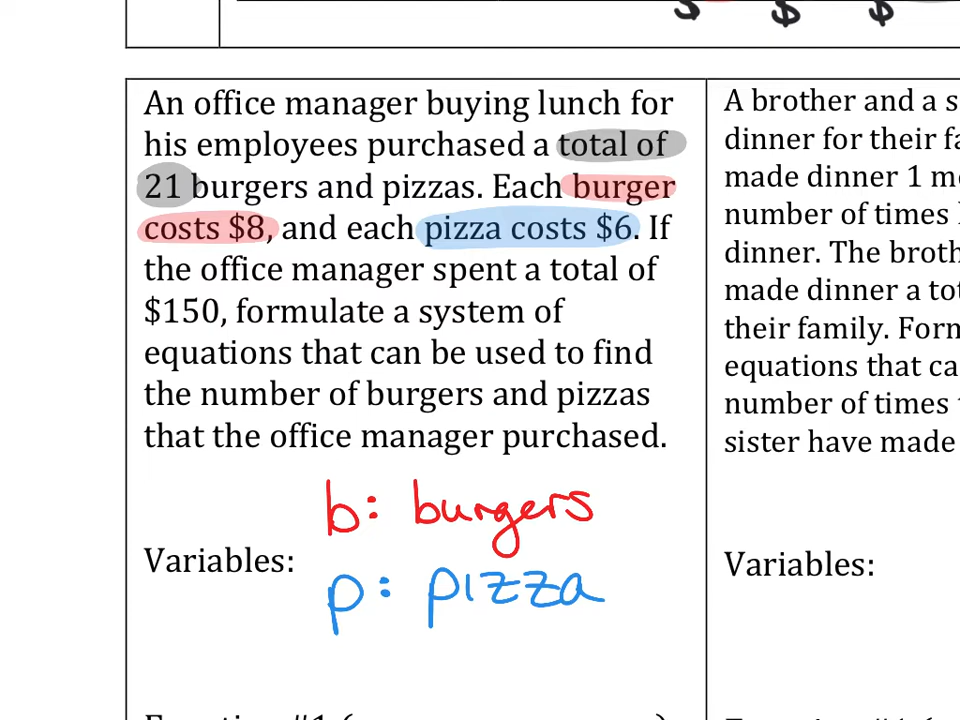 $ $ $
An office manager buying lunch for
his employees purchased a total of
21 burgers and pizzas. Each burger
costs $8, and each pizza costs $6. If
the office manager spent a total of
$150, formulate a system of
equations that can be used to find
the number of burgers and pizzas
that the office manager purchased.
b: burgers
Variables:
p: pizza
A brother and a s
dinner for their fa
made dinner 1 mo
number of times
dinner. The broth
made dinner a tot
their family. Form
equations that ca
number of times
sister have made
Variables: